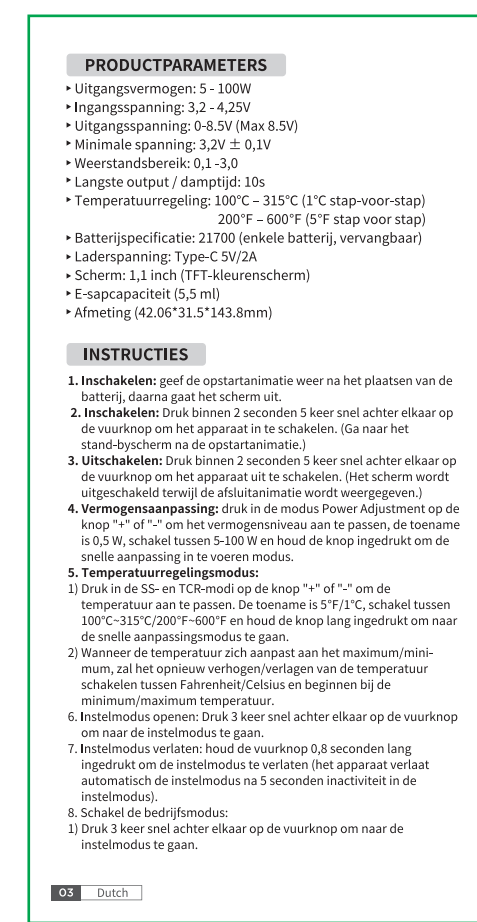 PRODUCTPARAMETERS
‣ Uitgangsvermogen: 5 - 100W
‣ Ingangsspanning: 3,2 - 4,25V
‣ Uitgangsspanning: 0-8.5V (Max 8.5V)
‣ Minimale spanning: 3,2V ± 0,1V
‣ Weerstandsbereik: 0,1 -3,0
‣ Langste output / damptijd: 10s
‣ Temperatuurregeling: 100°C – 315°C (1°C stap-voor-stap)
200°F – 600°F (5°F stap voor stap)
‣ Batterijspecificatie: 21700 (enkele batterij, vervangbaar)
‣ Laderspanning: Type-C 5V/2A
‣ Scherm: 1,1 inch (TFT-kleurenscherm)
‣ E-sapcapaciteit (5,5 ml)
‣ Afmeting (42.06*31.5*143.8mm)
INSTRUCTIES
1. Inschakelen: geef de opstartanimatie weer na het plaatsen van de
batterij, daarna gaat het scherm uit.
2. Inschakelen: Druk binnen 2 seconden 5 keer snel achter elkaar op
de vuurknop om het apparaat in te schakelen. (Ga naar het
stand-byscherm na de opstartanimatie.)
3. Uitschakelen: Druk binnen 2 seconden 5 keer snel achter elkaar op
de vuurknop om het apparaat uit te schakelen. (Het scherm wordt
uitgeschakeld terwijl de afsluitanimatie wordt weergegeven.)
4. Vermogensaanpassing: druk in de modus Power Adjustment op de
knop "+" of "-" om het vermogensniveau aan te passen, de toename
is 0,5 W, schakel tussen 5-100 W en houd de knop ingedrukt om de
snelle aanpassing in te voeren modus.
5. Temperatuurregelingsmodus:
1) Druk in de SS- en TCR-modi op de knop "+" of "-" om de
temperatuur aan te passen. De toename is 5°F/1°C, schakel tussen
100°C~315°C/200°F~600°F en houd de knop lang ingedrukt om naar
de snelle aanpassingsmodus te gaan.
2) Wanneer de temperatuur zich aanpast aan het maximum/mini-
mum, zal het opnieuw verhogen/verlagen van de temperatuur
schakelen tussen Fahrenheit/Celsius en beginnen bij de
minimum/maximum temperatuur.
6. Instelmodus openen: Druk 3 keer snel achter elkaar op de vuurknop
om naar de instelmodus te gaan.
7. Instelmodus verlaten: houd de vuurknop 0,8 seconden lang
ingedrukt om de instelmodus te verlaten (het apparaat verlaat
automatisch de instelmodus na 5 seconden inactiviteit in de
instelmodus).
8. Schakel de bedrijfsmodus:
1) Druk 3 keer snel achter elkaar op de vuurknop om naar de
instelmodus te gaan.
03 Dutch